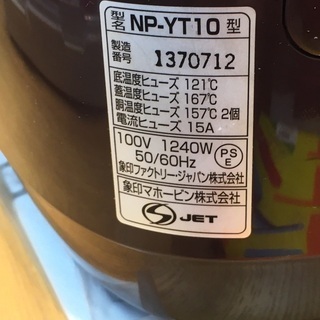 型名 NP-YT10 型
製造番号 1370712
底温度ヒューズ 121℃
蓋温度ヒューズ 167℃
胴温度ヒューズ 157℃ 2個
電流ヒューズ 15A
100V 1240W
50/60Hz
PSE
象印ファクトリー・ジャパン株式会社
象印マホービン株式会社
S JET